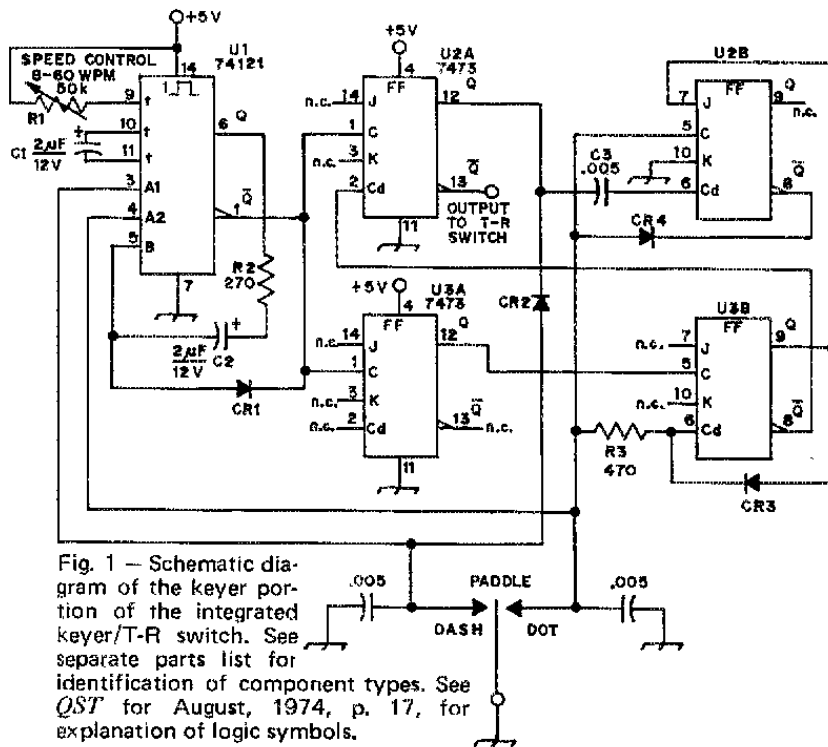 +5V
U1
74121
SPEED CONTROL
8-60 WPM
50k
R1
14
9 t
10 t
11 t
3 A1
4 A2
5 B
6 Q
1 Q̅
7
C1 2µF
12V
R2
270
2µF
12V C2
CR1
+5V
U2A
7473
4
FF
n.c. 14 J
1 C
n.c. 3 K
2 Cd
12 Q
13 Q̅
11
OUTPUT
TO T-R
SWITCH
+5V
U3A
7473
4
FF
n.c. 14 J
1 C
n.c. 3 K
n.c. 2 Cd
12 Q
13 Q̅ n.c.
11
CR2
C3
.005
U2B
FF
7 J
5 C
10 K
6 Cd
Q
9
n.c.
Q̅
8
CR4
U3B
FF
n.c. 7 J
5 C
n.c. 10 K
6 Cd
9 Q
8 Q̅
R3
470
CR3
.005
PADDLE
.005
DASH
DOT
Fig. 1 — Schematic dia-
gram of the keyer por-
tion of the integrated
keyer/T-R switch. See
separate parts list for
identification of component types. See
QST for August, 1974, p. 17, for
explanation of logic symbols.